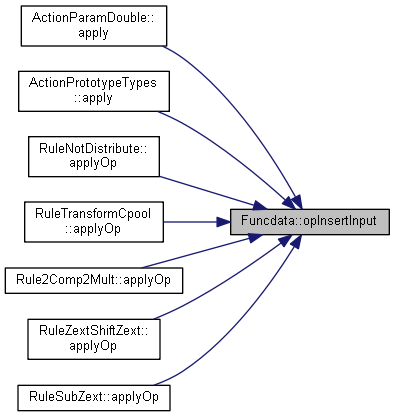 ActionParamDouble::
apply
ActionPrototypeTypes
::apply
RuleNotDistribute::
applyOp
RuleTransformCpool
::applyOp
Funcdata::opInsertInput
Rule2Comp2Mult::applyOp
RuleZextShiftZext::
applyOp
RuleSubZext::applyOp